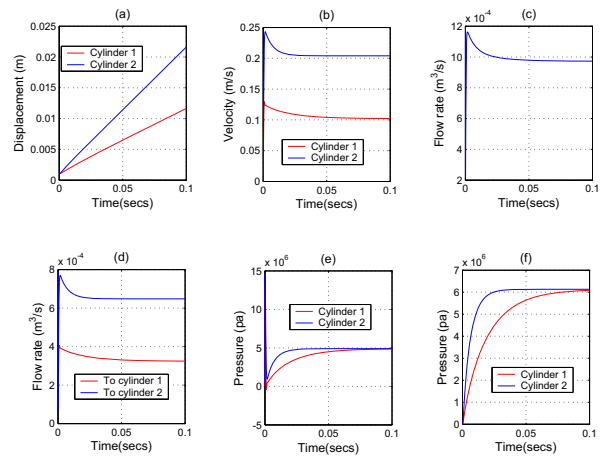 (a)
0.025
0.02
0.015
0.01
0.005
0
0
0.05
0.1
Displacement (m)
Time(secs)
Cylinder 1
Cylinder 2
(b)
0.25
0.2
0.15
0.1
0.05
0
0
0.05
0.1
Velocity (m/s)
Time(secs)
Cylinder 1
Cylinder 2
(c)
x 10⁻⁴
12
10
8
6
4
2
0
0.05
0.1
Flow rate (m³/s)
Time(secs)
(d)
x 10⁻⁴
8
6
4
2
0
0
0.05
0.1
Flow rate (m³/s)
Time(secs)
To cylinder 1
To cylinder 2
(e)
x 10⁶
15
10
5
0
-5
0
0.05
0.1
Pressure (pa)
Time(secs)
Cylinder 1
Cylinder 2
(f)
x 10⁶
7
6
5
4
3
2
1
0
0
0.05
0.1
Pressure (pa)
Time(secs)
Cylinder 1
Cylinder 2